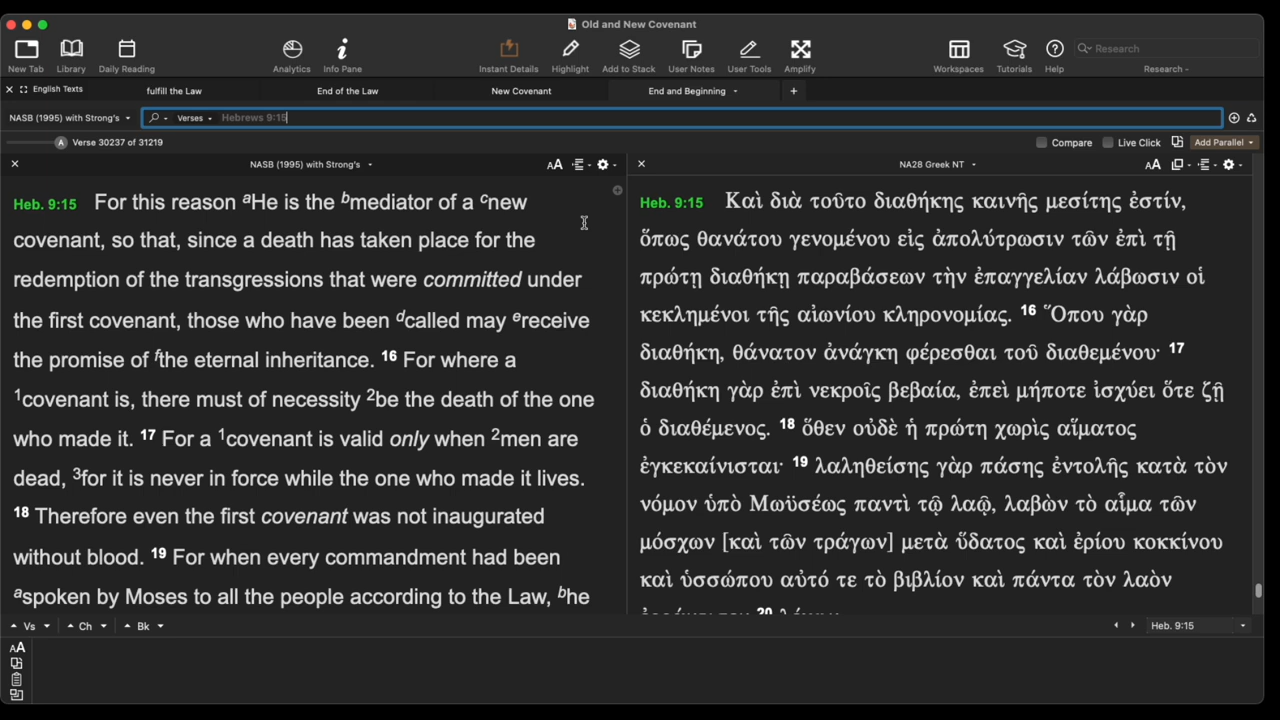 Old and New Covenant
New Tab Library Daily Reading Analytics Info Pane Instant Details Highlight Add to Stack User Notes User Tools Amplify Workspaces Tutorials Help Research
Research
English Texts fulfill the Law End of the Law New Covenant End and Beginning
NASB (1995) with Strong's Verses Hebrews 9:15
A Verse 30237 of 31219 Compare Live Click Add Parallel
NASB (1995) with Strong's
Heb. 9:15 For this reason aHe is the bmediator of a cnew
covenant, so that, since a death has taken place for the
redemption of the transgressions that were committed under
the first covenant, those who have been dcalled may ereceive
the promise of fthe eternal inheritance. 16 For where a
1covenant is, there must of necessity 2be the death of the one
who made it. 17 For a 1covenant is valid only when 2men are
dead, 3for it is never in force while the one who made it lives.
18 Therefore even the first covenant was not inaugurated
without blood. 19 For when every commandment had been
aspoken by Moses to all the people according to the Law, bhe
NA28 Greek NT
Heb. 9:15 Καὶ διὰ τοῦτο διαθήκης καινῆς μεσίτης ἐστίν,
ὅπως θανάτου γενομένου εἰς ἀπολύτρωσιν τῶν ἐπὶ τῇ
πρώτῃ διαθήκῃ παραβάσεων τὴν ἐπαγγελίαν λάβωσιν οἱ
κεκλημένοι τῆς αἰωνίου κληρονομίας. 16 Ὅπου γὰρ
διαθήκη, θάνατον ἀνάγκη φέρεσθαι τοῦ διαθεμένου· 17
διαθήκη γὰρ ἐπὶ νεκροῖς βεβαία, ἐπεὶ μήποτε ἰσχύει ὅτε ζῇ
ὁ διαθέμενος. 18 ὅθεν οὐδὲ ἡ πρώτη χωρὶς αἵματος
ἐγκεκαίνισται· 19 λαληθείσης γὰρ πάσης ἐντολῆς κατὰ τὸν
νόμον ὑπὸ Μωϋσέως παντὶ τῷ λαῷ, λαβὼν τὸ αἷμα τῶν
μόσχων [καὶ τῶν τράγων] μετὰ ὕδατος καὶ ἐρίου κοκκίνου
καὶ ὑσσώπου αὐτό τε τὸ βιβλίον καὶ πάντα τὸν λαὸν
20
Vs Ch Bk Heb. 9:15